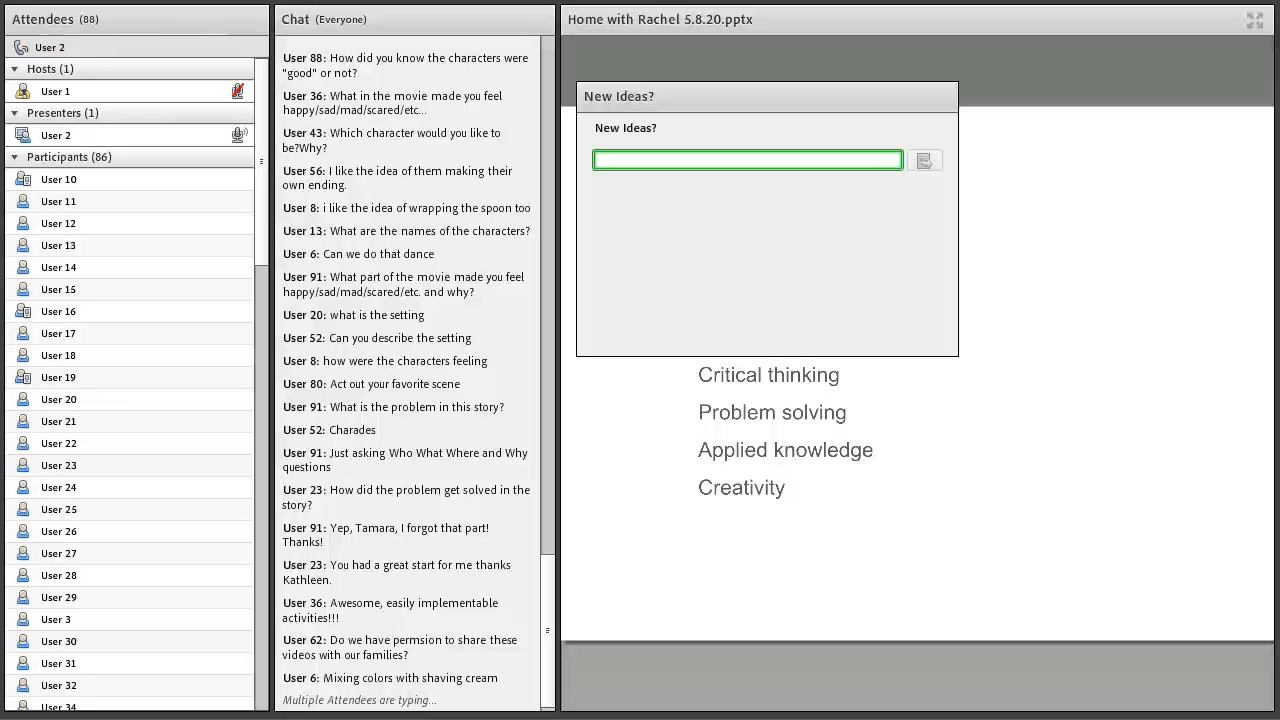 Attendees (88)
User 2
Hosts (1)
User 1
Presenters (1)
User 2
Participants (86)
User 10
User 11
User 12
User 13
User 14
User 15
User 16
User 17
User 18
User 19
User 20
User 21
User 22
User 23
User 24
User 25
User 26
User 27
User 28
User 29
User 3
User 30
User 31
User 32
User 34
Chat (Everyone)
User 88: How did you know the characters were
"good" or not?
User 36: What in the movie made you feel
happy/sad/mad/scared/etc...
User 43: Which character would you like to
be?Why?
User 56: I like the idea of them making their
own ending.
User 8: i like the idea of wrapping the spoon too
User 13: What are the names of the characters?
User 6: Can we do that dance
User 91: What part of the movie made you feel
happy/sad/mad/scared/etc. and why?
User 20: what is the setting
User 52: Can you describe the setting
User 8: how were the characters feeling
User 80: Act out your favorite scene
User 91: What is the problem in this story?
User 52: Charades
User 91: Just asking Who What Where and Why
questions
User 23: How did the problem get solved in the
story?
User 91: Yep, Tamara, I forgot that part!
Thanks!
User 23: You had a great start for me thanks
Kathleen.
User 36: Awesome, easily implementable
activities!!!
User 62: Do we have permsion to share these
videos with our families?
User 6: Mixing colors with shaving cream
Multiple Attendees are typing...
Home with Rachel 5.8.20.pptx
New Ideas?
New Ideas?
Critical thinking
Problem solving
Applied knowledge
Creativity